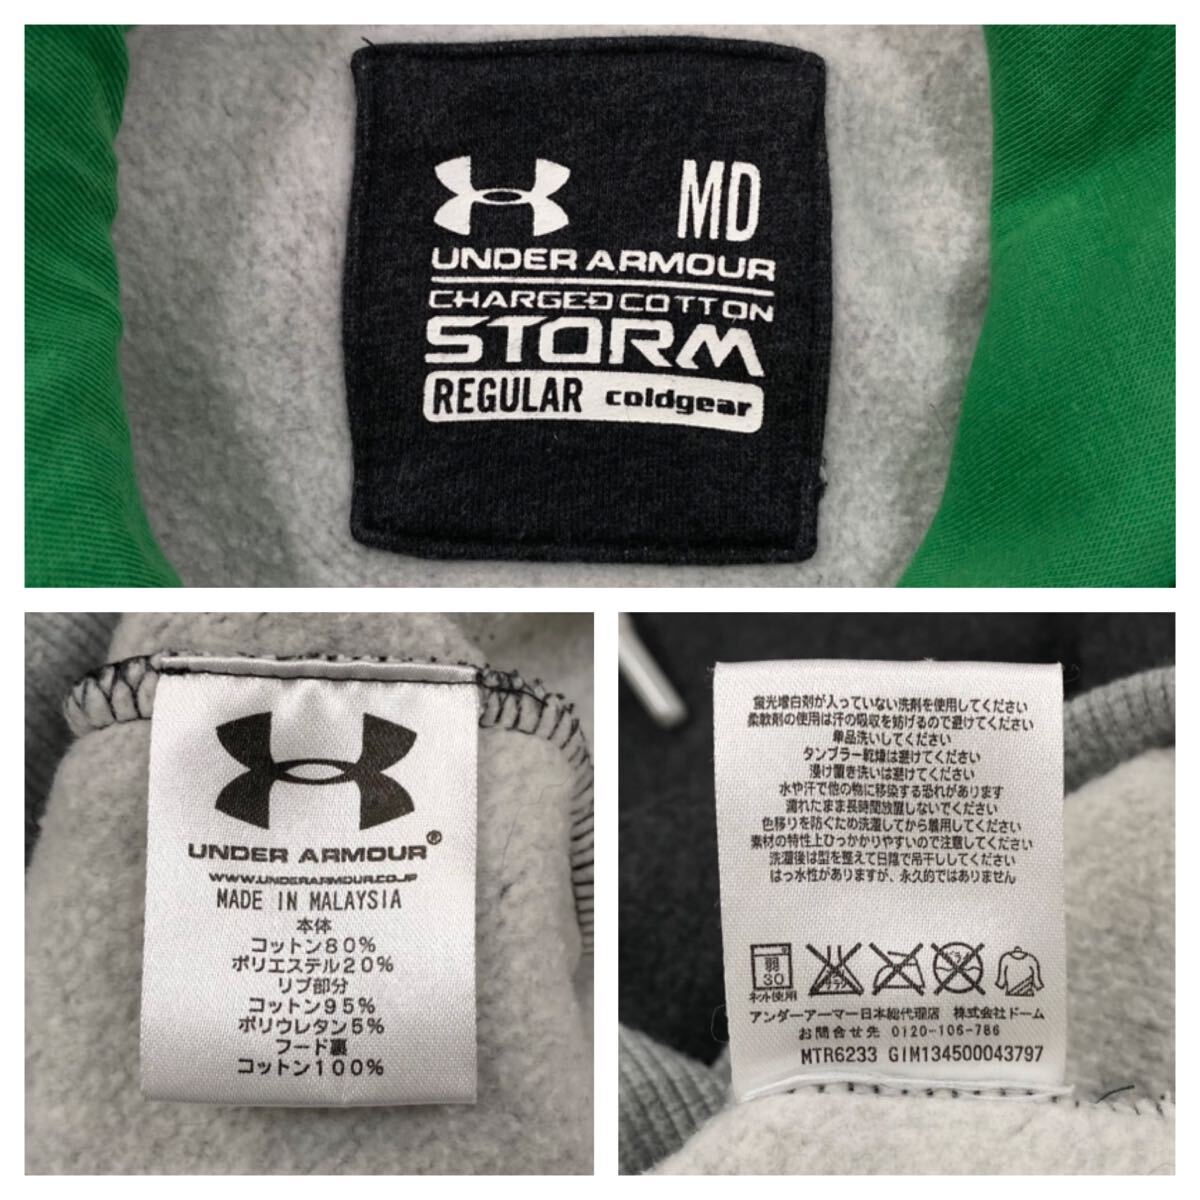 MD
UNDER ARMOUR
CHARGED COTTON
STORM
REGULAR coldgear
UNDER ARMOUR®
WWW.UNDERARMOUR.CO.JP
MADE IN MALAYSIA
本体
コットン80%
ポリエステル20%
リブ部分
コットン95%
ポリウレタン5%
フード裏
コットン100%
蛍光増白剤が入っていない洗剤を使用してください
柔軟剤の使用は汗の吸収を妨げるので避けてください
単品洗いしてください
タンブラー乾燥は避けてください
浸け置き洗いは避けてください
水や汗で他の物に移染する恐れがあります
濡れたまま長時間放置しないでください
色移りを防ぐため洗濯してから着用してください
素材の特性上ひっかかりやすいので注意してください
洗濯後は型を整えて日陰で吊干ししてください
はっ水性がありますが、永久的ではありません
弱
30
ネット使用
アンダーアーマー日本総代理店 株式会社ドーム
お問合せ先 0120-106-786
MTR6233 GIM134500043797